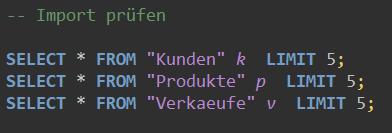 -- Import prüfen
SELECT * FROM "Kunden" k  LIMIT 5;
SELECT * FROM "Produkte" p  LIMIT 5;
SELECT * FROM "Verkaeufe" v  LIMIT 5;